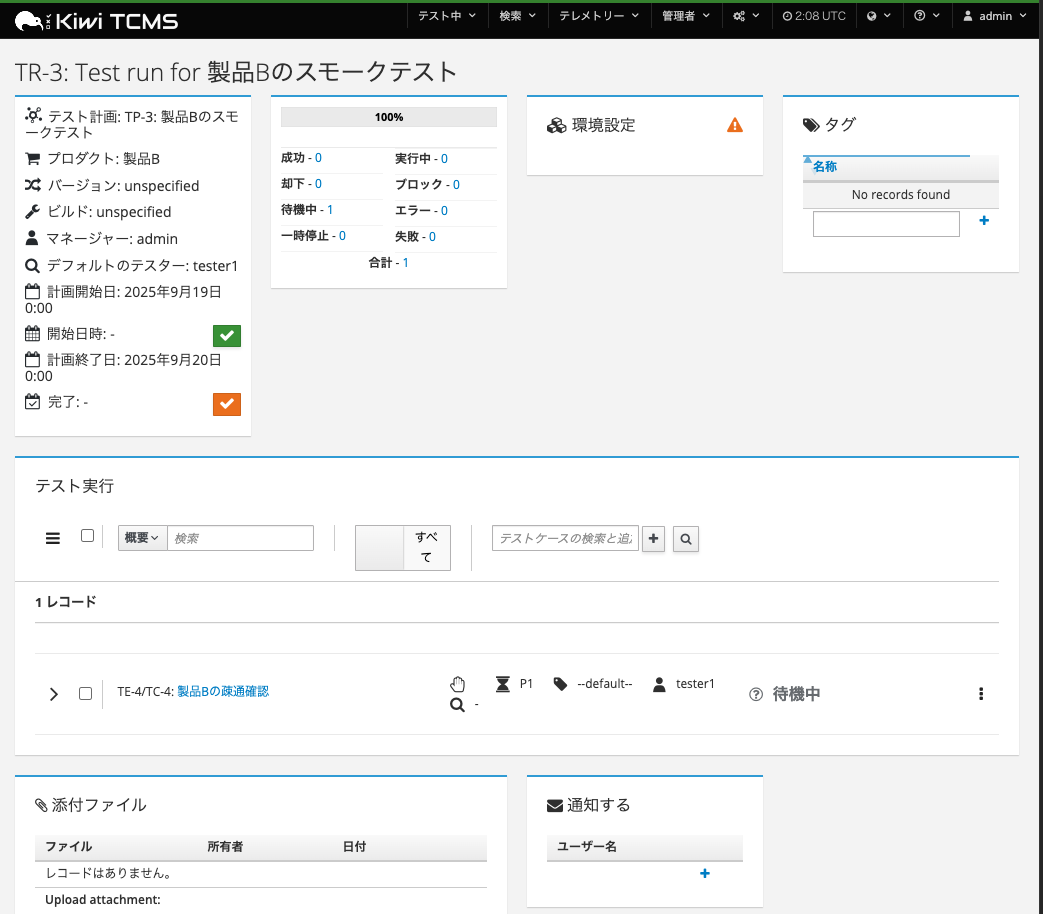 Kiwi TCMS
テスト中
検索
テレメトリー
管理者
2:08 UTC
admin
TR-3: Test run for 製品Bのスモークテスト
テスト計画: TP-3: 製品Bのスモ
ークテスト
プロダクト: 製品B
バージョン: unspecified
ビルド: unspecified
マネージャー: admin
デフォルトのテスター: tester1
計画開始日: 2025年9月19日
0:00
開始日時: -
計画終了日: 2025年9月20日
0:00
完了: -
100%
成功 - 0
実行中 - 0
却下 - 0
ブロック - 0
待機中 - 1
エラー - 0
一時停止 - 0
失敗 - 0
合計 - 1
環境設定
タグ
名称
No records found
テスト実行
概要
検索
すべ
て
テストケースの検索と追
1 レコード
TE-4/TC-4: 製品Bの疎通確認
P1
--default--
tester1
-
待機中
添付ファイル
ファイル 所有者 日付
レコードはありません。
Upload attachment:
通知する
ユーザー名